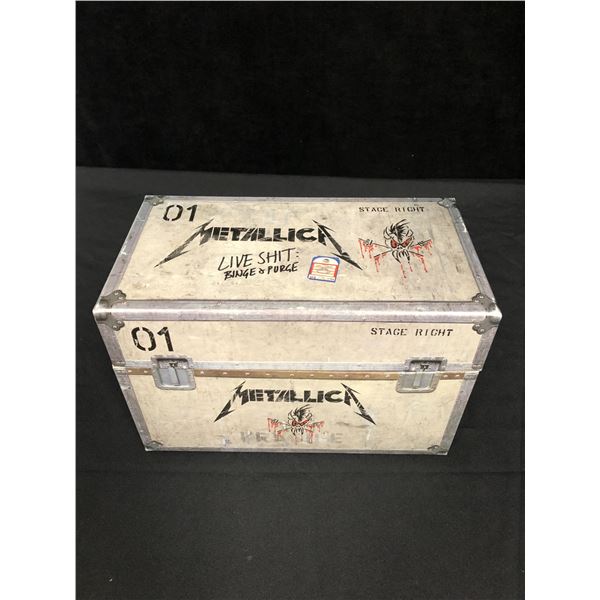 01
STAGE RIGHT
METALLICA
LIVE SHIT:
BINGE & PURGE
01
STAGE RIGHT
METALLICA